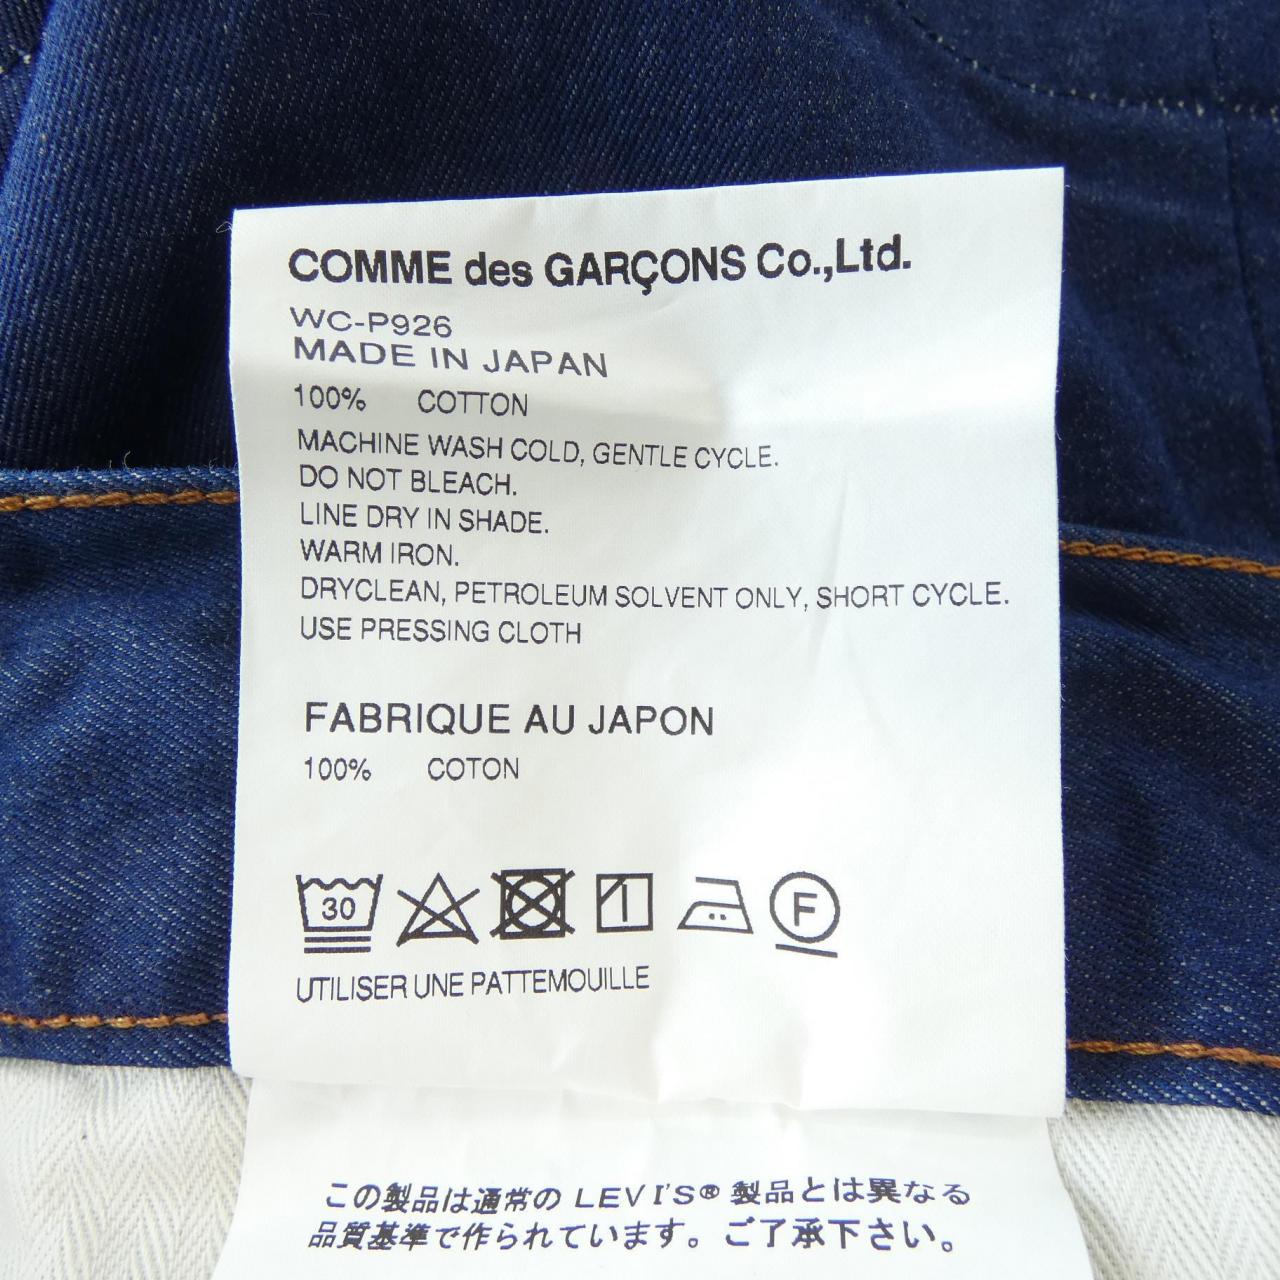 COMME des GARÇONS Co.,Ltd.
WC-P926
MADE IN JAPAN
100% COTTON
MACHINE WASH COLD, GENTLE CYCLE.
DO NOT BLEACH.
LINE DRY IN SHADE.
WARM IRON.
DRYCLEAN, PETROLEUM SOLVENT ONLY, SHORT CYCLE.
USE PRESSING CLOTH
FABRIQUE AU JAPON
100% COTON
30 F
UTILISER UNE PATTEMOUILLE
この製品は通常の LEVI'S® 製品とは異なる
品質基準で作られています。ご了承下さい。